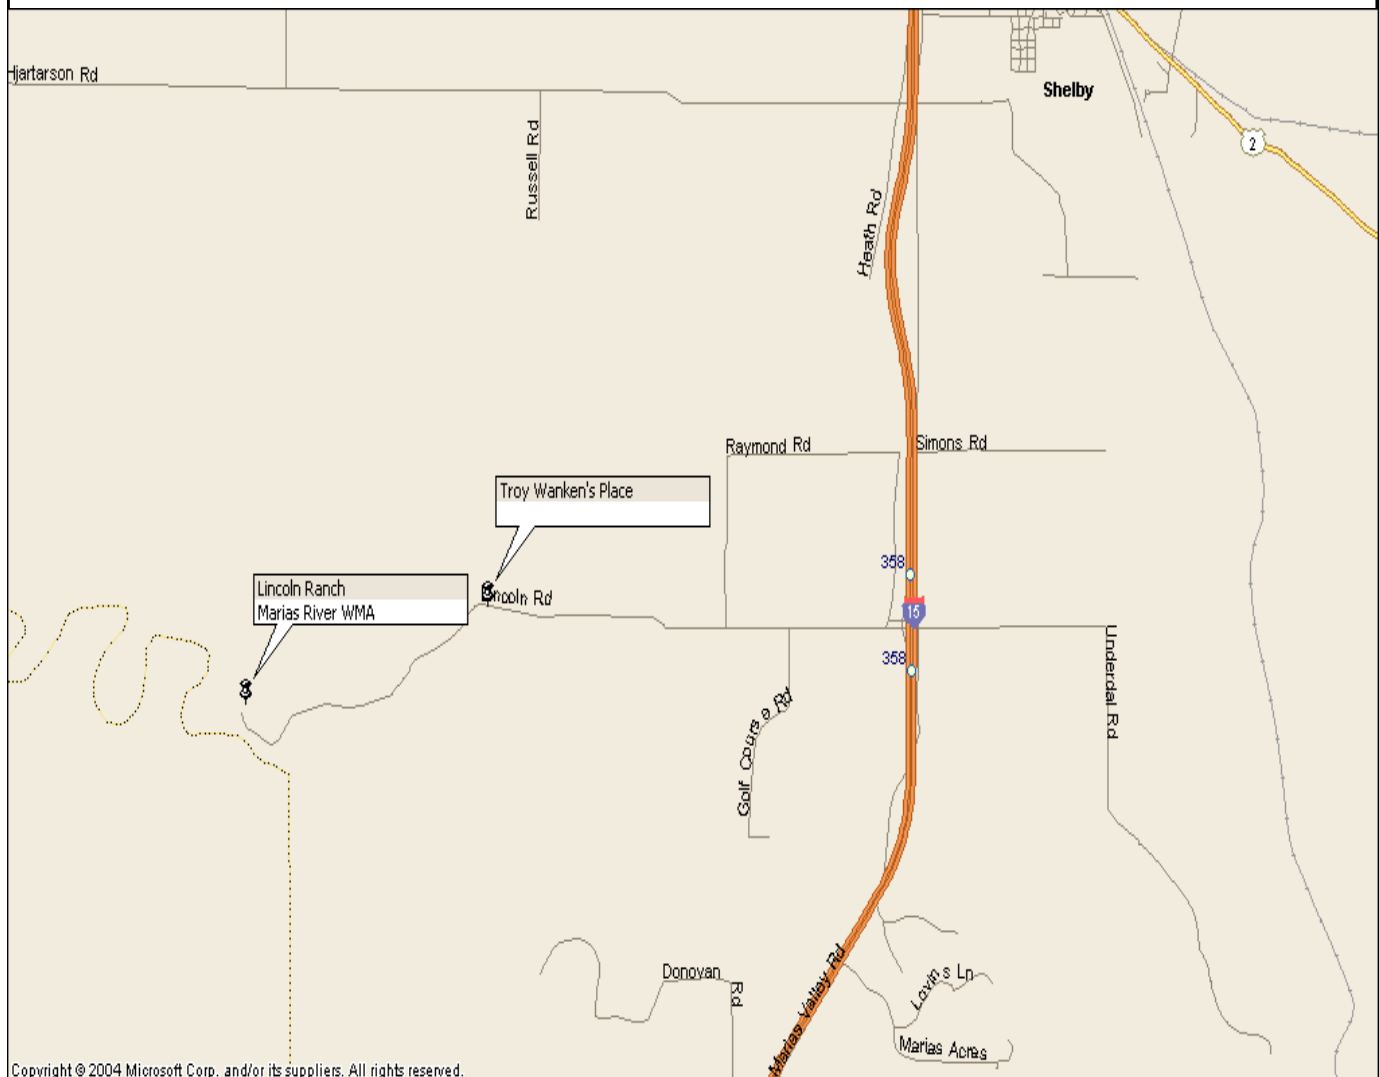 Hjartarson Rd
Shelby
Russell Rd
2
Heath Rd
Raymond Rd
Simons Rd
Troy Wanken's Place
358
Lincoln Ranch
Marias River WMA
Lincoln Rd
15
358
Underdal Rd
Golf Course Rd
Donovan Rd
Marias Valley Rd
Lovins Ln
Marias Acres
Copyright © 2004 Microsoft Corp. and/or its suppliers. All rights reserved.